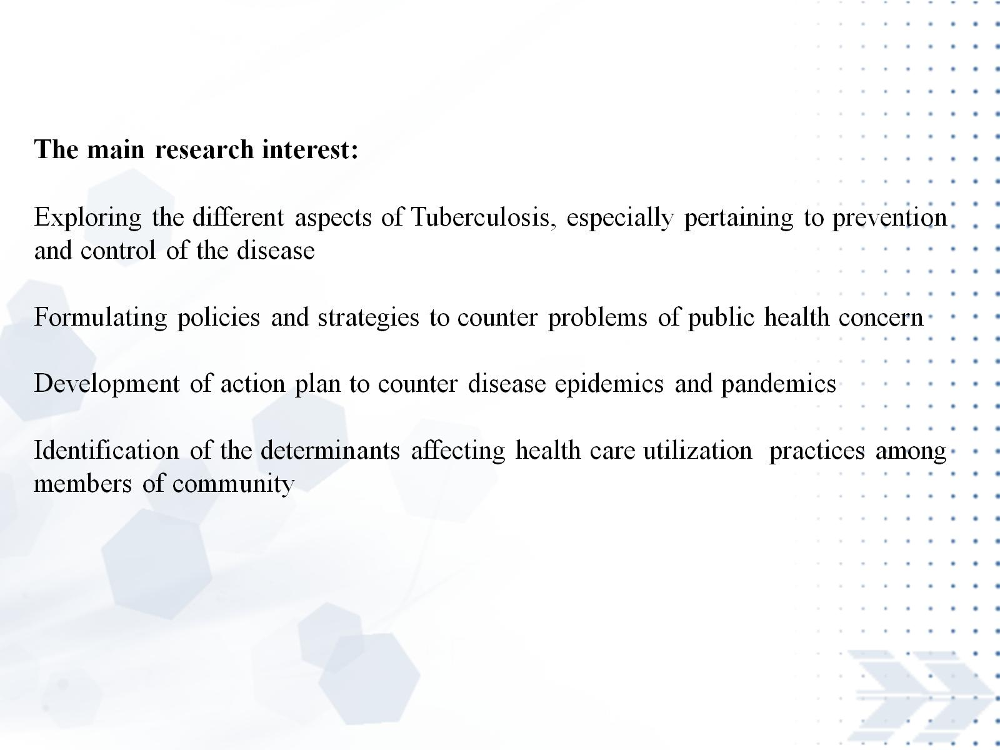 The main research interest:
Exploring the different aspects of Tuberculosis, especially pertaining to prevention
and control of the disease
Formulating policies and strategies to counter problems of public health concern
Development of action plan to counter disease epidemics and pandemics
Identification of the determinants affecting health care utilization practices among
members of community